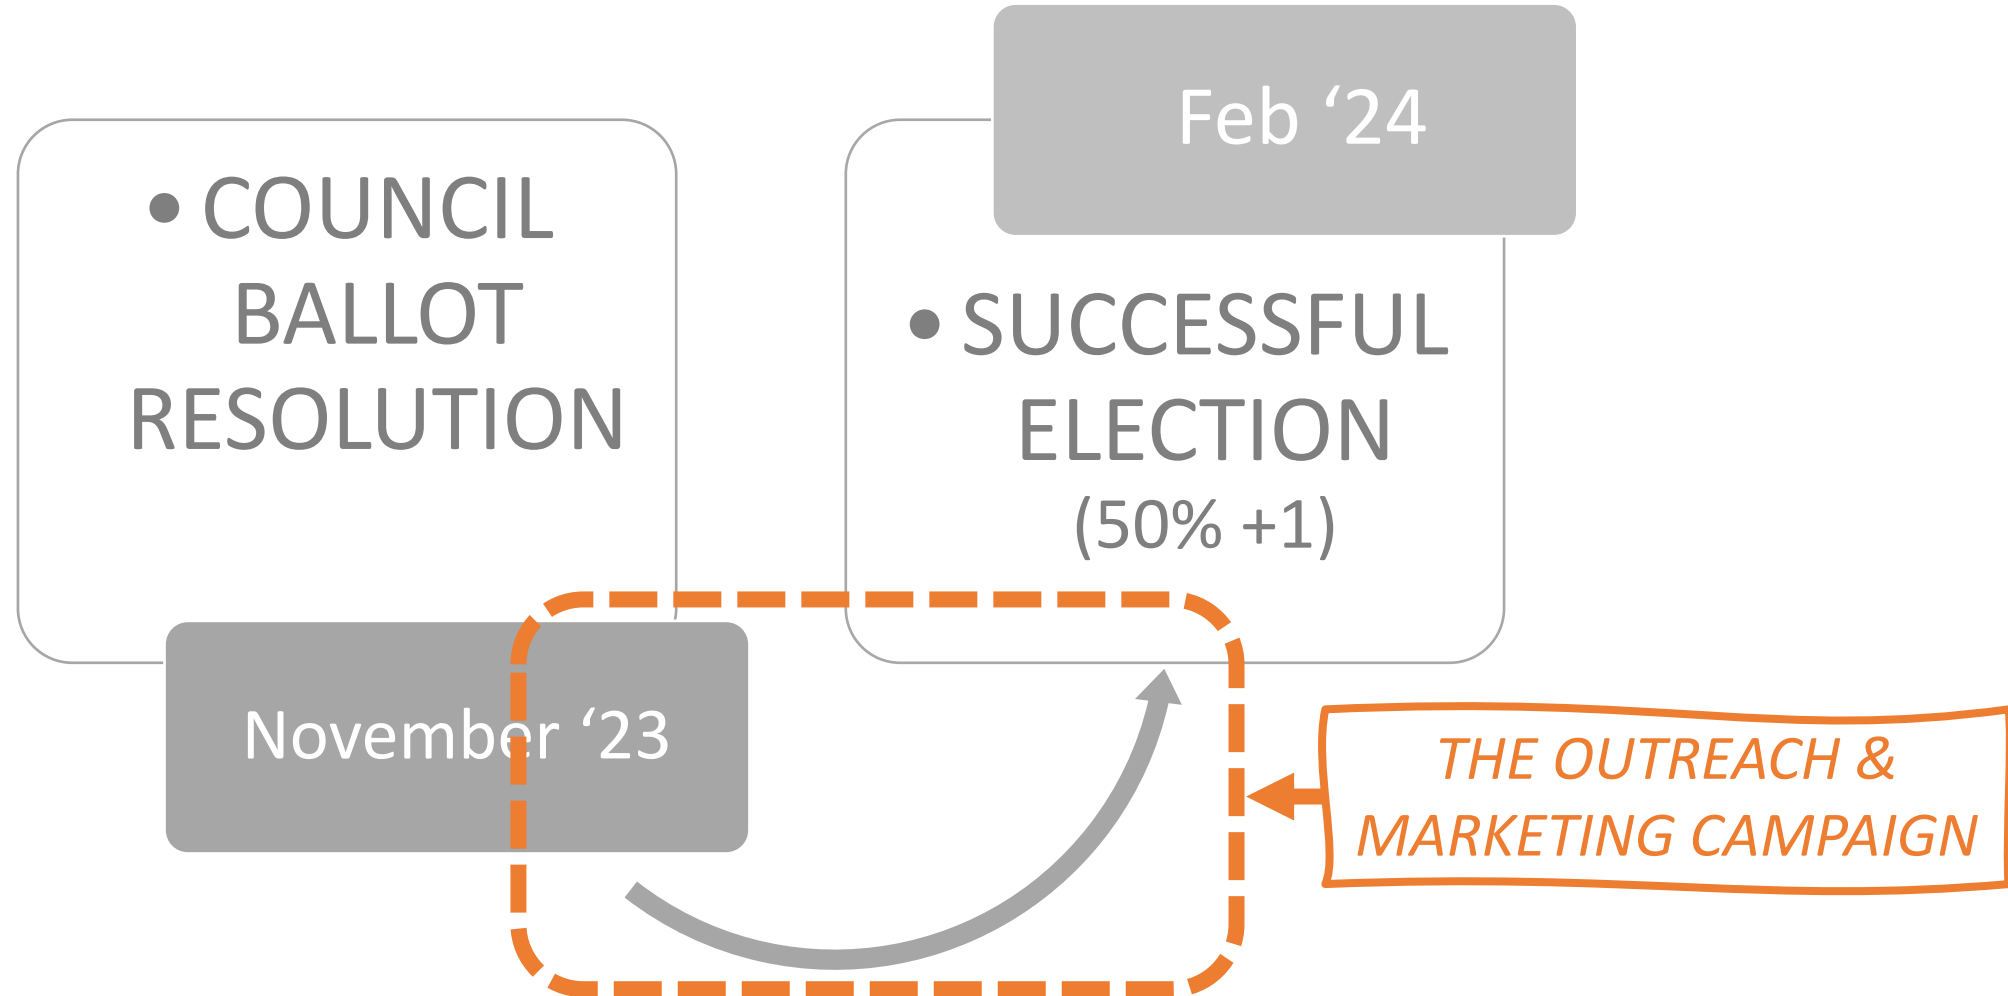 • COUNCIL
BALLOT
RESOLUTION
November ‘23
Feb ‘24
• SUCCESSFUL
ELECTION
(50% +1)
THE OUTREACH &
MARKETING CAMPAIGN